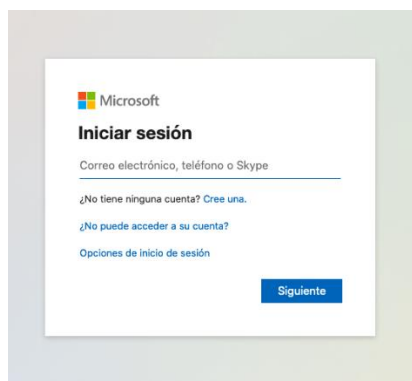 Microsoft
Iniciar sesión
Correo electrónico, teléfono o Skype
¿No tiene ninguna cuenta? Cree una.
¿No puede acceder a su cuenta?
Opciones de inicio de sesión
Siguiente